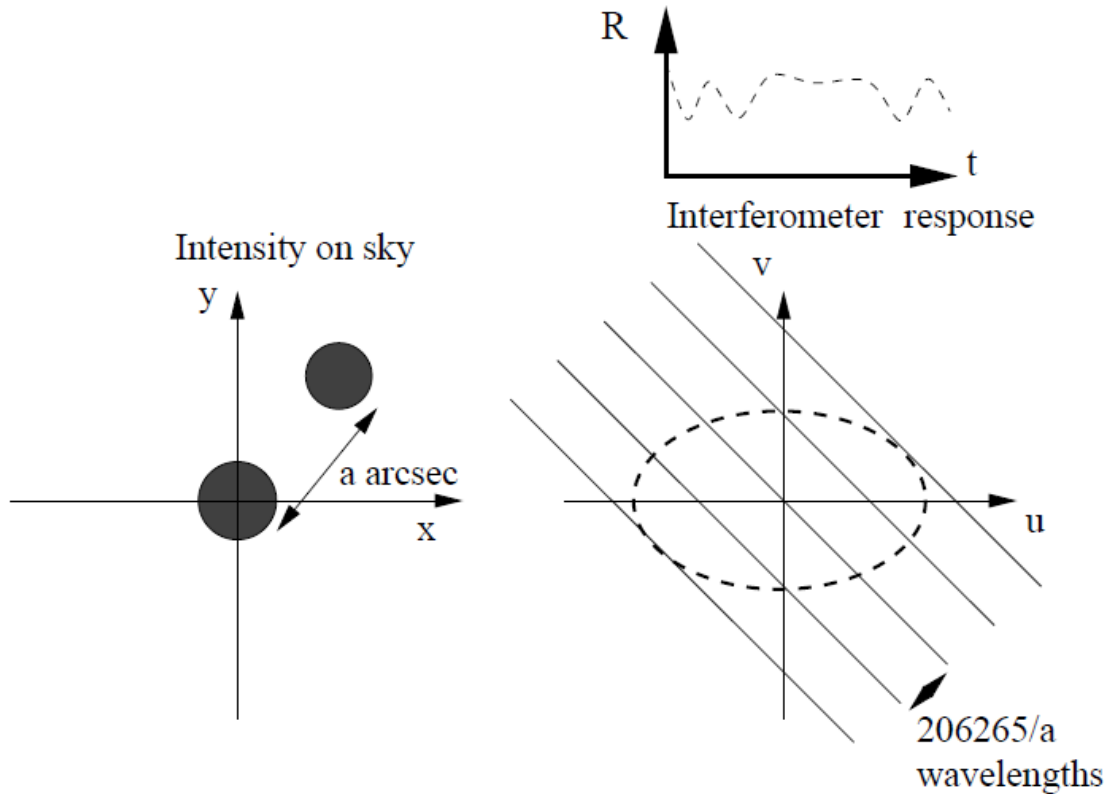 R
t
Interferometer response
Intensity on sky
y
a arcsec
x
v
u
206265/a
wavelengths